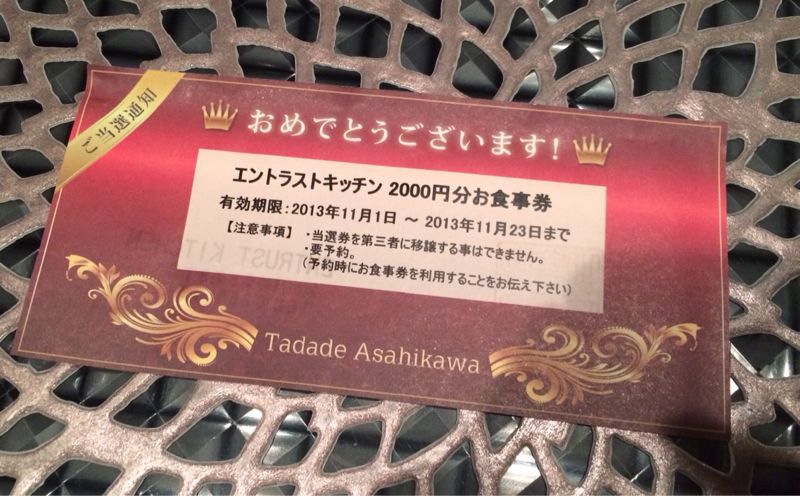 ご当選通知
おめでとうございます!
エントラストキッチン 2000円分お食事券
有効期限:2013年11月1日 ～ 2013年11月23日まで
【注意事項】 ・当選券を第三者に移譲する事はできません。
・要予約。
(予約時にお食事券を利用することをお伝え下さい)
Tadade Asahikawa